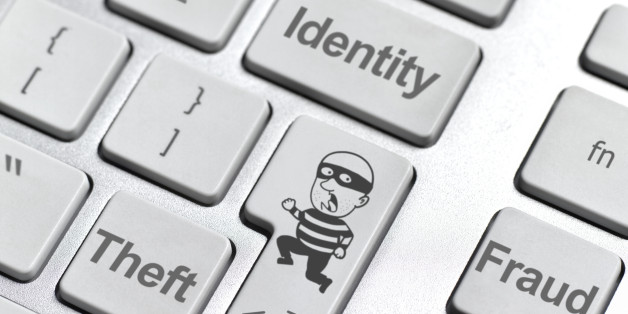 Identity
{
[
}
]
fn
"
Theft
Fraud